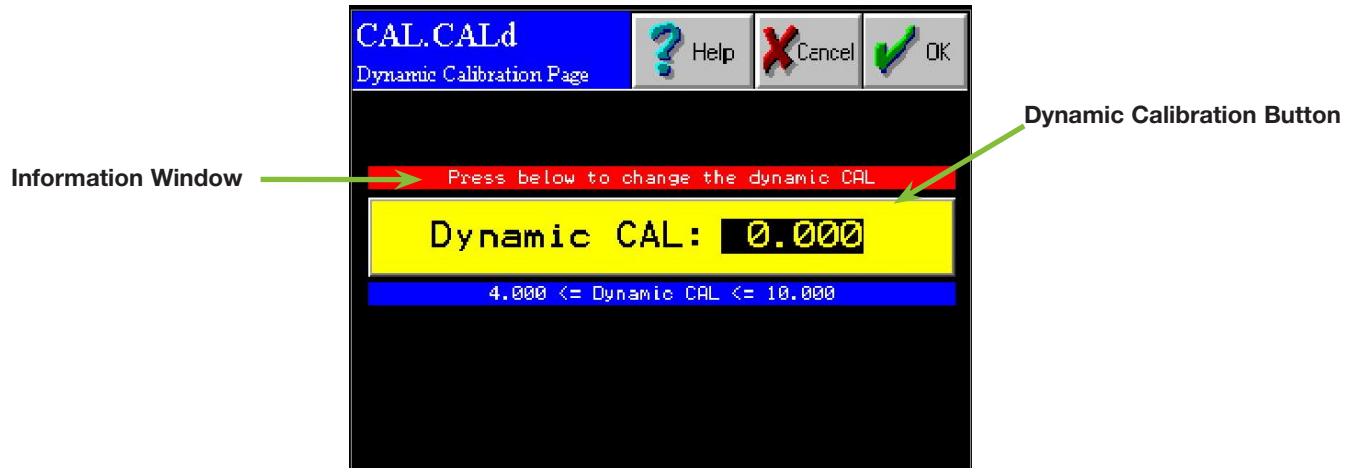 CAL.CALd
Dynamic Calibration Page
Help
Cancel
OK
Dynamic Calibration Button
Information Window
Press below to change the dynamic CAL
Dynamic CAL: 0.000
4.000 <= Dynamic CAL <= 10.000